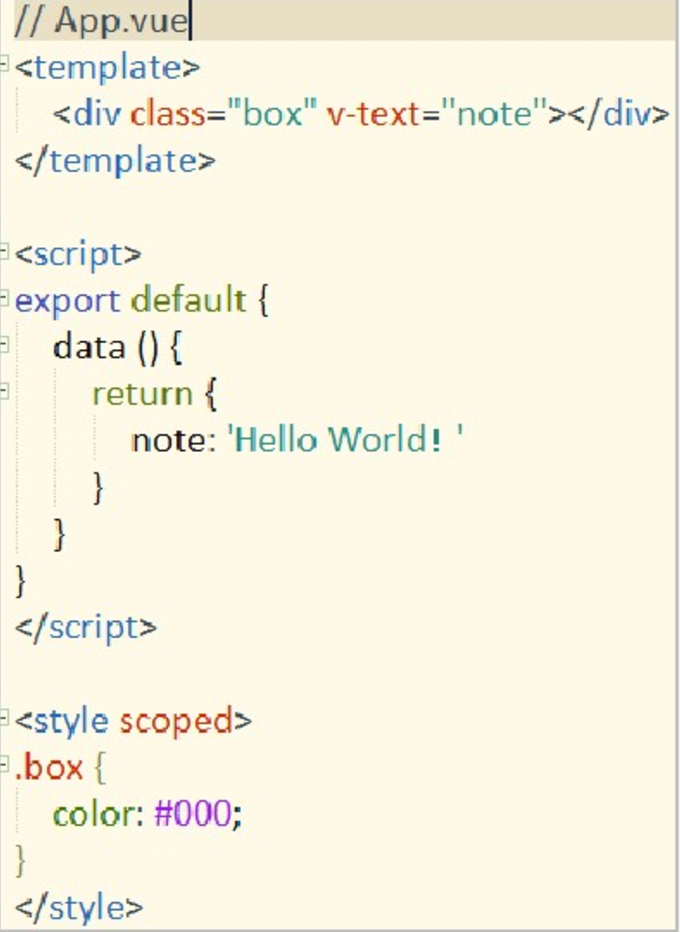 // App.vue
<template>
    <div class="box" v-text="note"></div>
</template>

<script>
export default {
    data () {
        return {
            note: 'Hello World！'
        }
    }
}
</script>

<style scoped>
.box {
    color: #000;
}
</style>